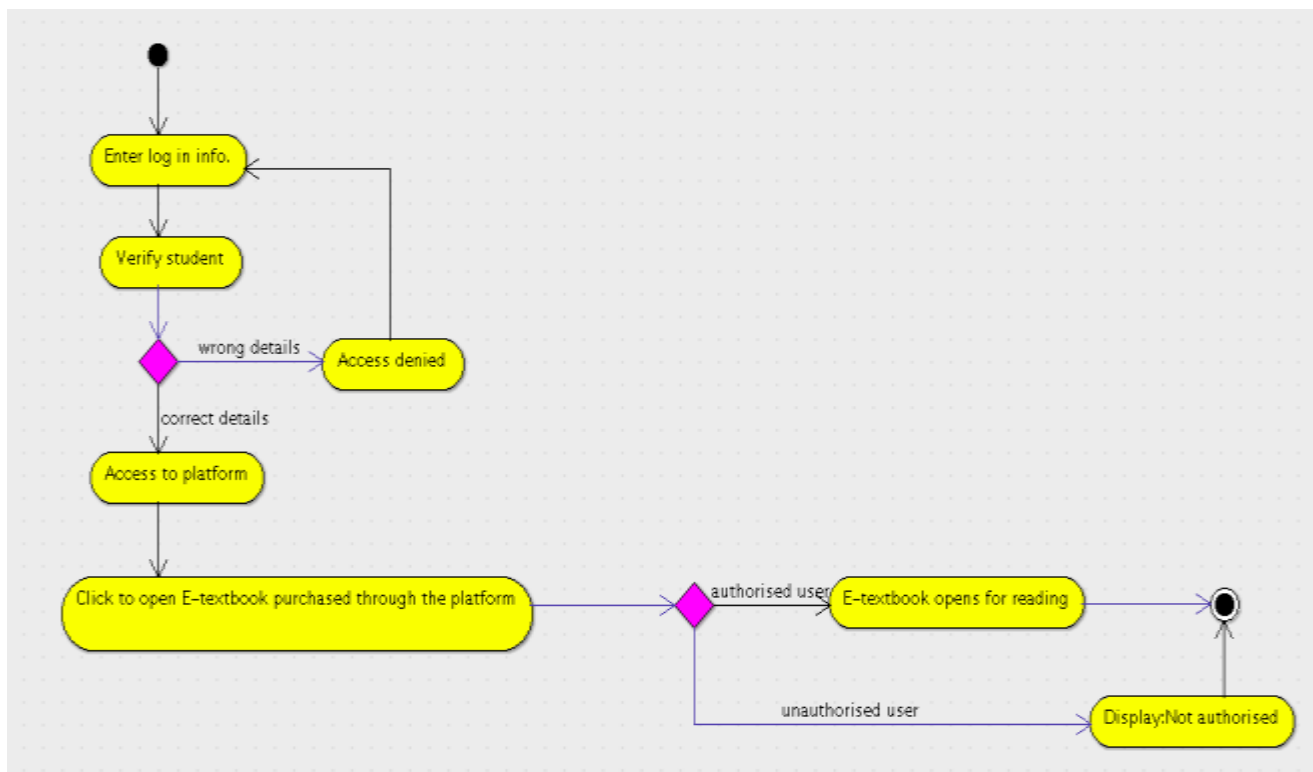 Enter log in info.
Verify student
wrong details
Access denied
correct details
Access to platform
Click to open E-textbook purchased through the platform
authorised user
E-textbook opens for reading
unauthorised user
Display:Not authorised